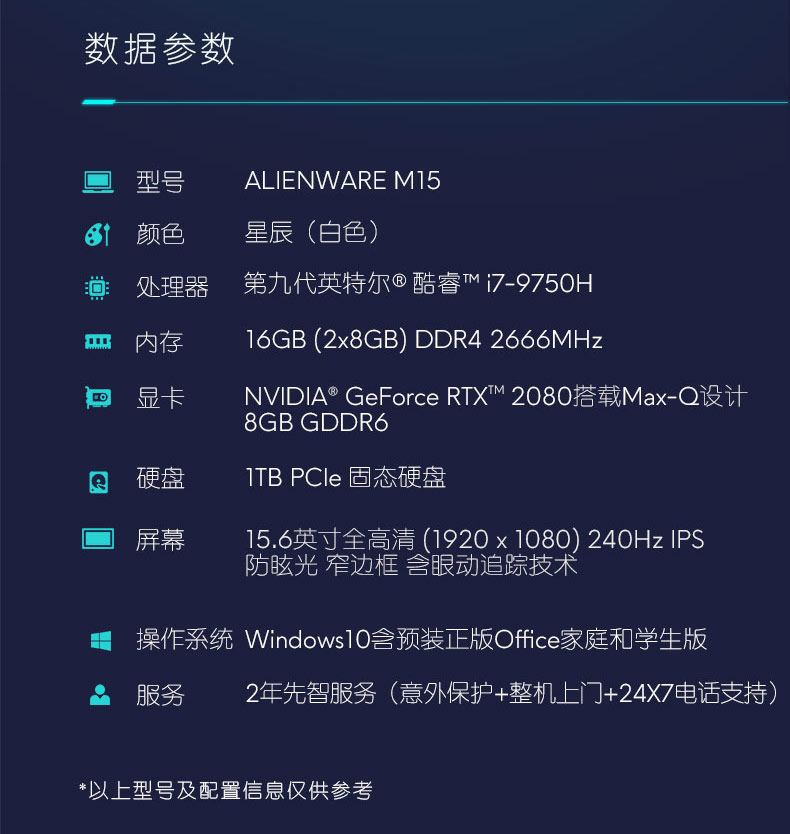 数据参数
型号 ALIENWARE M15
颜色 星辰（白色）
处理器 第九代英特尔® 酷睿™ i7-9750H
内存 16GB (2x8GB) DDR4 2666MHz
显卡 NVIDIA® GeForce RTX™ 2080搭载Max-Q设计
8GB GDDR6
硬盘 1TB PCIe 固态硬盘
屏幕 15.6英寸全高清 (1920 x 1080) 240Hz IPS
防眩光 窄边框 含眼动追踪技术
操作系统 Windows10含预装正版Office家庭和学生版
服务 2年先智服务（意外保护+整机上门+24X7电话支持）
*以上型号及配置信息仅供参考